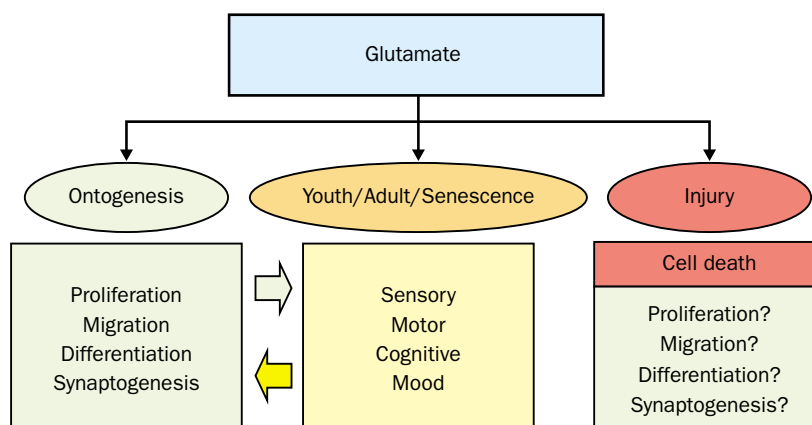 Glutamate
Ontogenesis
Youth/Adult/Senescence
Injury
Proliferation
Migration
Differentiation
Synaptogenesis
Sensory
Motor
Cognitive
Mood
Cell death
Proliferation?
Migration?
Differentiation?
Synaptogenesis?